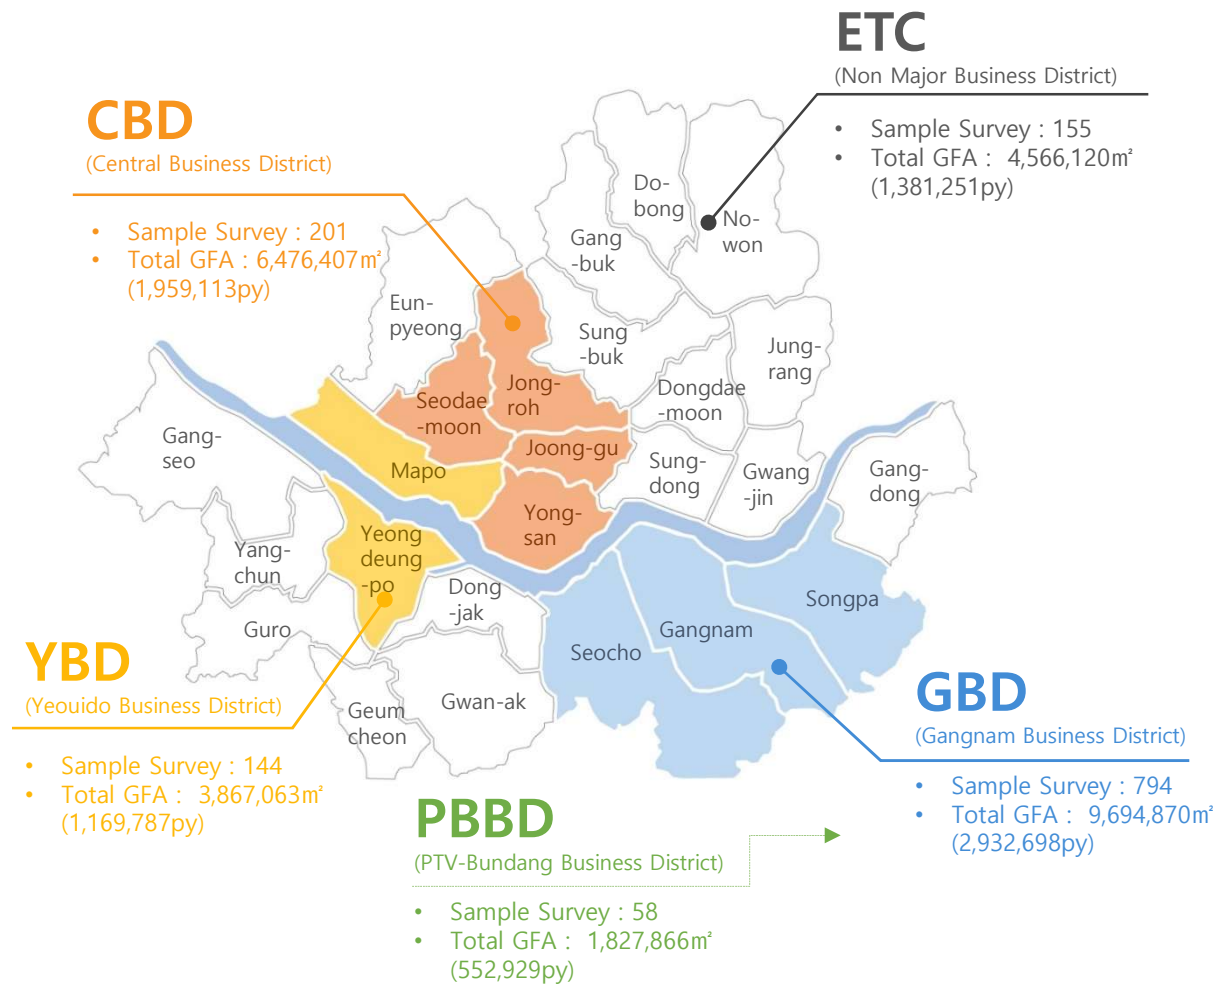 ETC
(Non Major Business District)
• Sample Survey : 155
• Total GFA : 4,566,120㎡
(1,381,251py)
CBD
(Central Business District)
• Sample Survey : 201
• Total GFA : 6,476,407㎡
(1,959,113py)
Do-
bong
No-
won
Gang
-buk
Eun-
pyeong
Sung
-buk
Jung-
rang
Jong-
roh
Seodae
-moon
Dongdae
-moon
Gang-
seo
Mapo
Joong-gu
Sung-
dong
Gwang
-jin
Gang-
dong
Yong-
san
Yeong
deung
-po
Yang-
chun
Dong
-jak
Songpa
Guro
Gangnam
Seocho
Gwan-ak
Geum
cheon
YBD
(Yeouido Business District)
• Sample Survey : 144
• Total GFA : 3,867,063㎡
(1,169,787py)
GBD
(Gangnam Business District)
• Sample Survey : 794
• Total GFA : 9,694,870㎡
(2,932,698py)
PBBD
(PTV-Bundang Business District)
• Sample Survey : 58
• Total GFA : 1,827,866㎡
(552,929py)